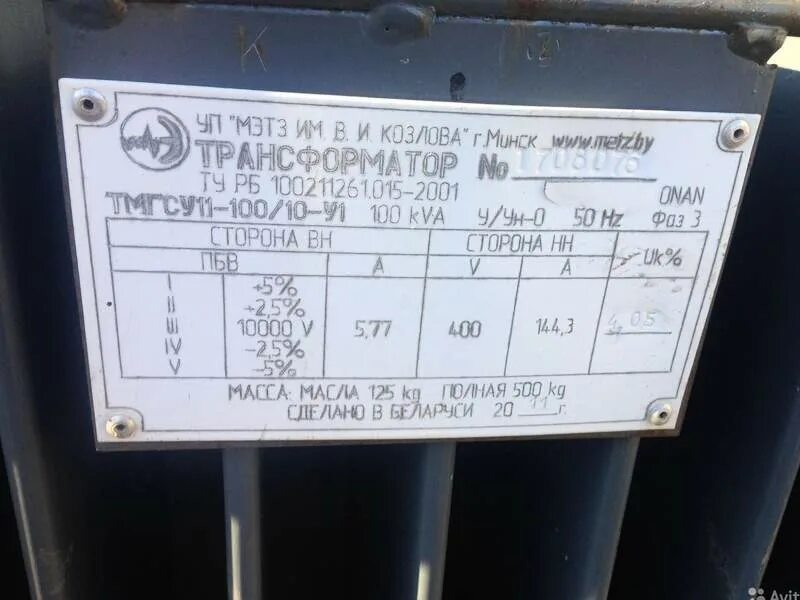 УП "МЭТЗ ИМ. В. И. КОЗЛОВА" г. Минск www.metz.by
ТРАНСФОРМАТОР № 1708076
ТУ РБ 100211261.015-2001 ONAN
ТМГСУ11-100/10-У1 100 kVA У/Ун-0 50 Hz Фаз 3
СТОРОНА ВН СТОРОНА НН Uk%
ПБВ A V A
I +5%
II +2,5%
III 10000 V 5,77 400 144,3 4,05
IV -2,5%
V -5%
МАССА: МАСЛА 125 kg ПОЛНАЯ 500 kg
СДЕЛАНО В БЕЛАРУСИ 20 11 г.
Avito